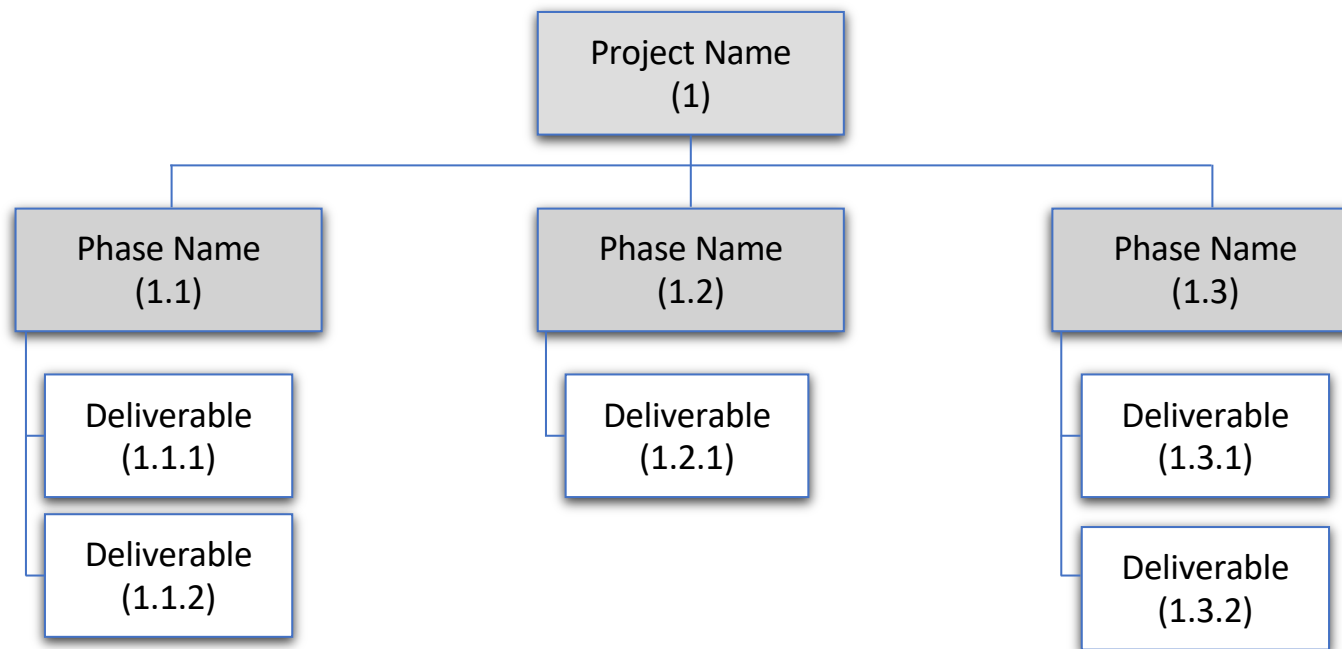 Project Name
(1)
Phase Name
(1.1)
Phase Name
(1.2)
Phase Name
(1.3)
Deliverable
(1.1.1)
Deliverable
(1.2.1)
Deliverable
(1.3.1)
Deliverable
(1.1.2)
Deliverable
(1.3.2)